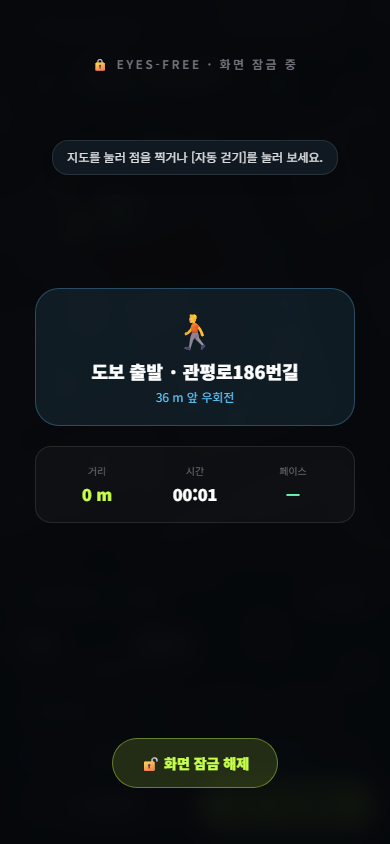 EYES-FREE · 화면 잠금 중
지도를 눌러 점을 찍거나 [자동 걷기]를 눌러 보세요.
도보 출발 · 관평로186번길
36 m 앞 우회전
거리 시간 페이스
0 m 00:01 —
화면 잠금 해제